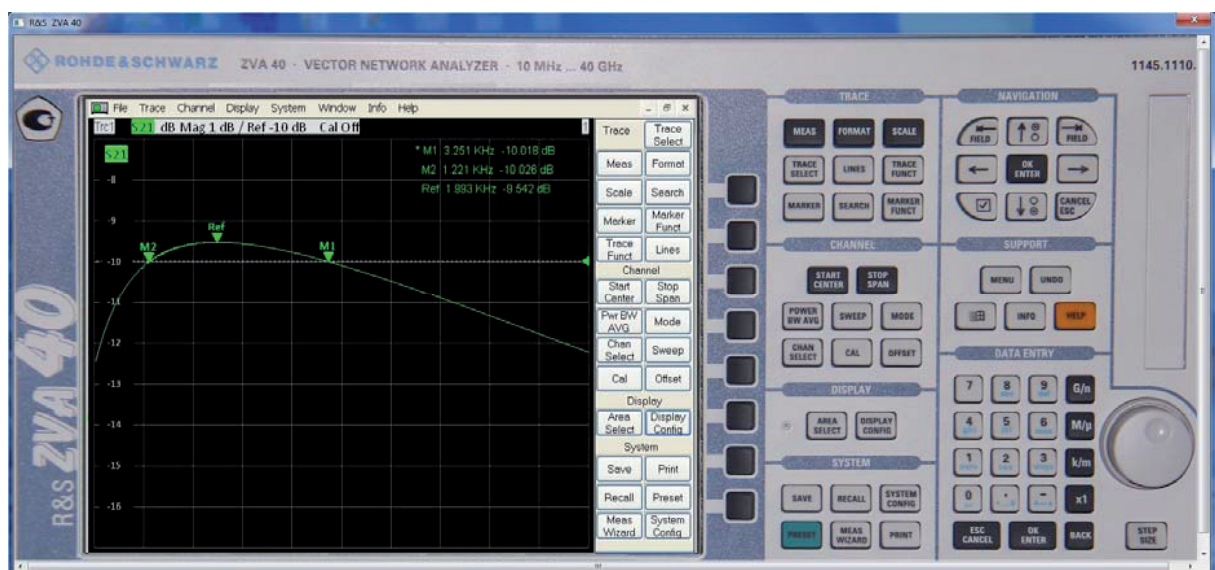 R&S ZVA 40
ROHDE & SCHWARZ ZVA 40 · VECTOR NETWORK ANALYZER · 10 MHz ... 40 GHz
1145.1110.
File Trace Channel Display System Window Info Help
Trc1 S21 dB Mag 1 dB / Ref -10 dB Cal Off 1
S21
* M1 3.251 KHz -10.018 dB
M2 1.221 KHz -10.026 dB
Ref 1.993 KHz -9.542 dB
-8
-9
-10
-11
-12
-13
-14
-15
-16
M2
Ref
M1
R&S ZVA 40
Trace
Trace Select
Meas
Format
Scale
Search
Marker
Marker Funct
Trace Funct
Lines
Channel
Start Center
Stop Span
Pwr BW AVG
Mode
Chan Select
Sweep
Cal
Offset
Display
Area Select
Display Config
System
Save
Print
Recall
Preset
Meas Wizard
System Config
TRACE
MEAS
FORMAT
SCALE
TRACE SELECT
LINES
TRACE FUNCT
MARKER
SEARCH
MARKER FUNCT
CHANNEL
START CENTER
STOP SPAN
POWER BW AVG
SWEEP
MODE
CHAN SELECT
CAL
OFFSET
DISPLAY
AREA SELECT
DISPLAY CONFIG
SYSTEM
SAVE
RECALL
SYSTEM CONFIG
PRESET
MEAS WIZARD
PRINT
NAVIGATION
FIELD
FIELD
OK ENTER
CANCEL ESC
SUPPORT
MENU
UNDO
INFO
HELP
DATA ENTRY
7
8
9
G/n
4
5
6
M/µ
1
2
3
k/m
0
.
-
x1
ESC CANCEL
OK ENTER
BACK
STEP SIZE